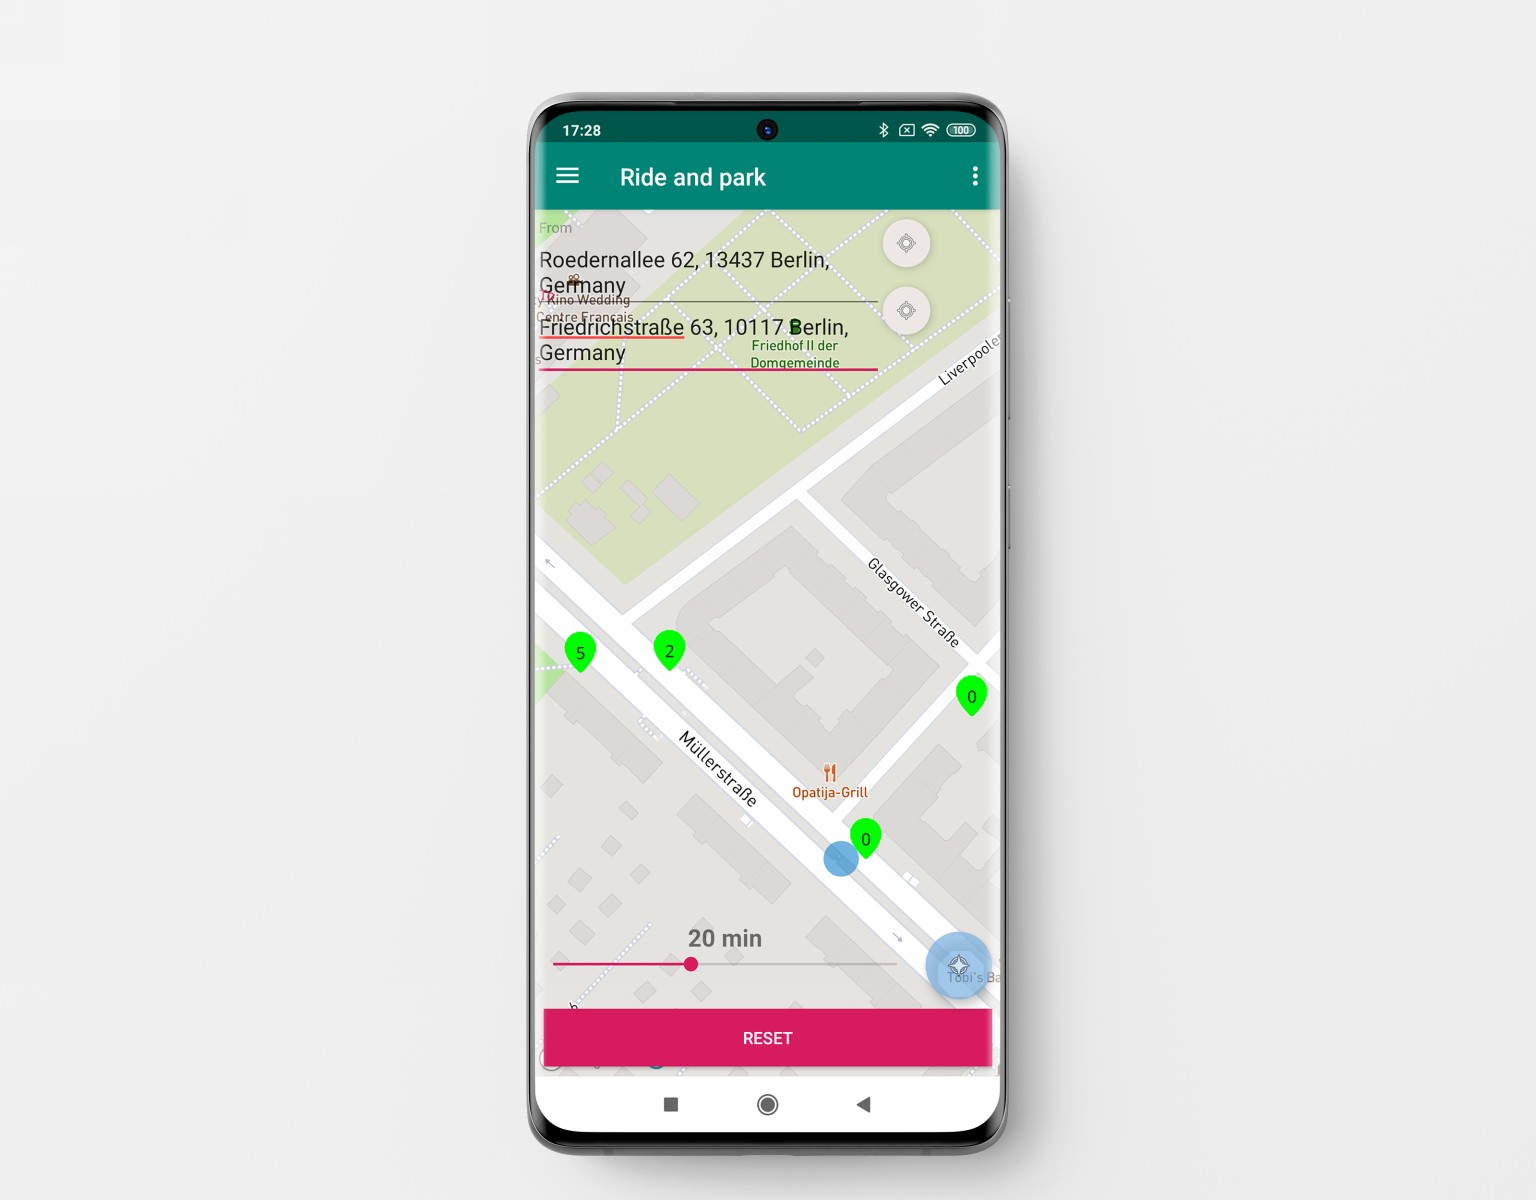 17:28
100
Ride and park
From
Roedernallee 62, 13437 Berlin,
Germany
To
Kino Wedding
Centre Français
Friedrichstraße 63, 10117 Berlin,
Germany
Friedhof II der
Domgemeinde
Liverpooler
Glasgower Straße
5
2
0
Müllerstraße
Opatija-Grill
0
20 min
Tobi's Ba
RESET